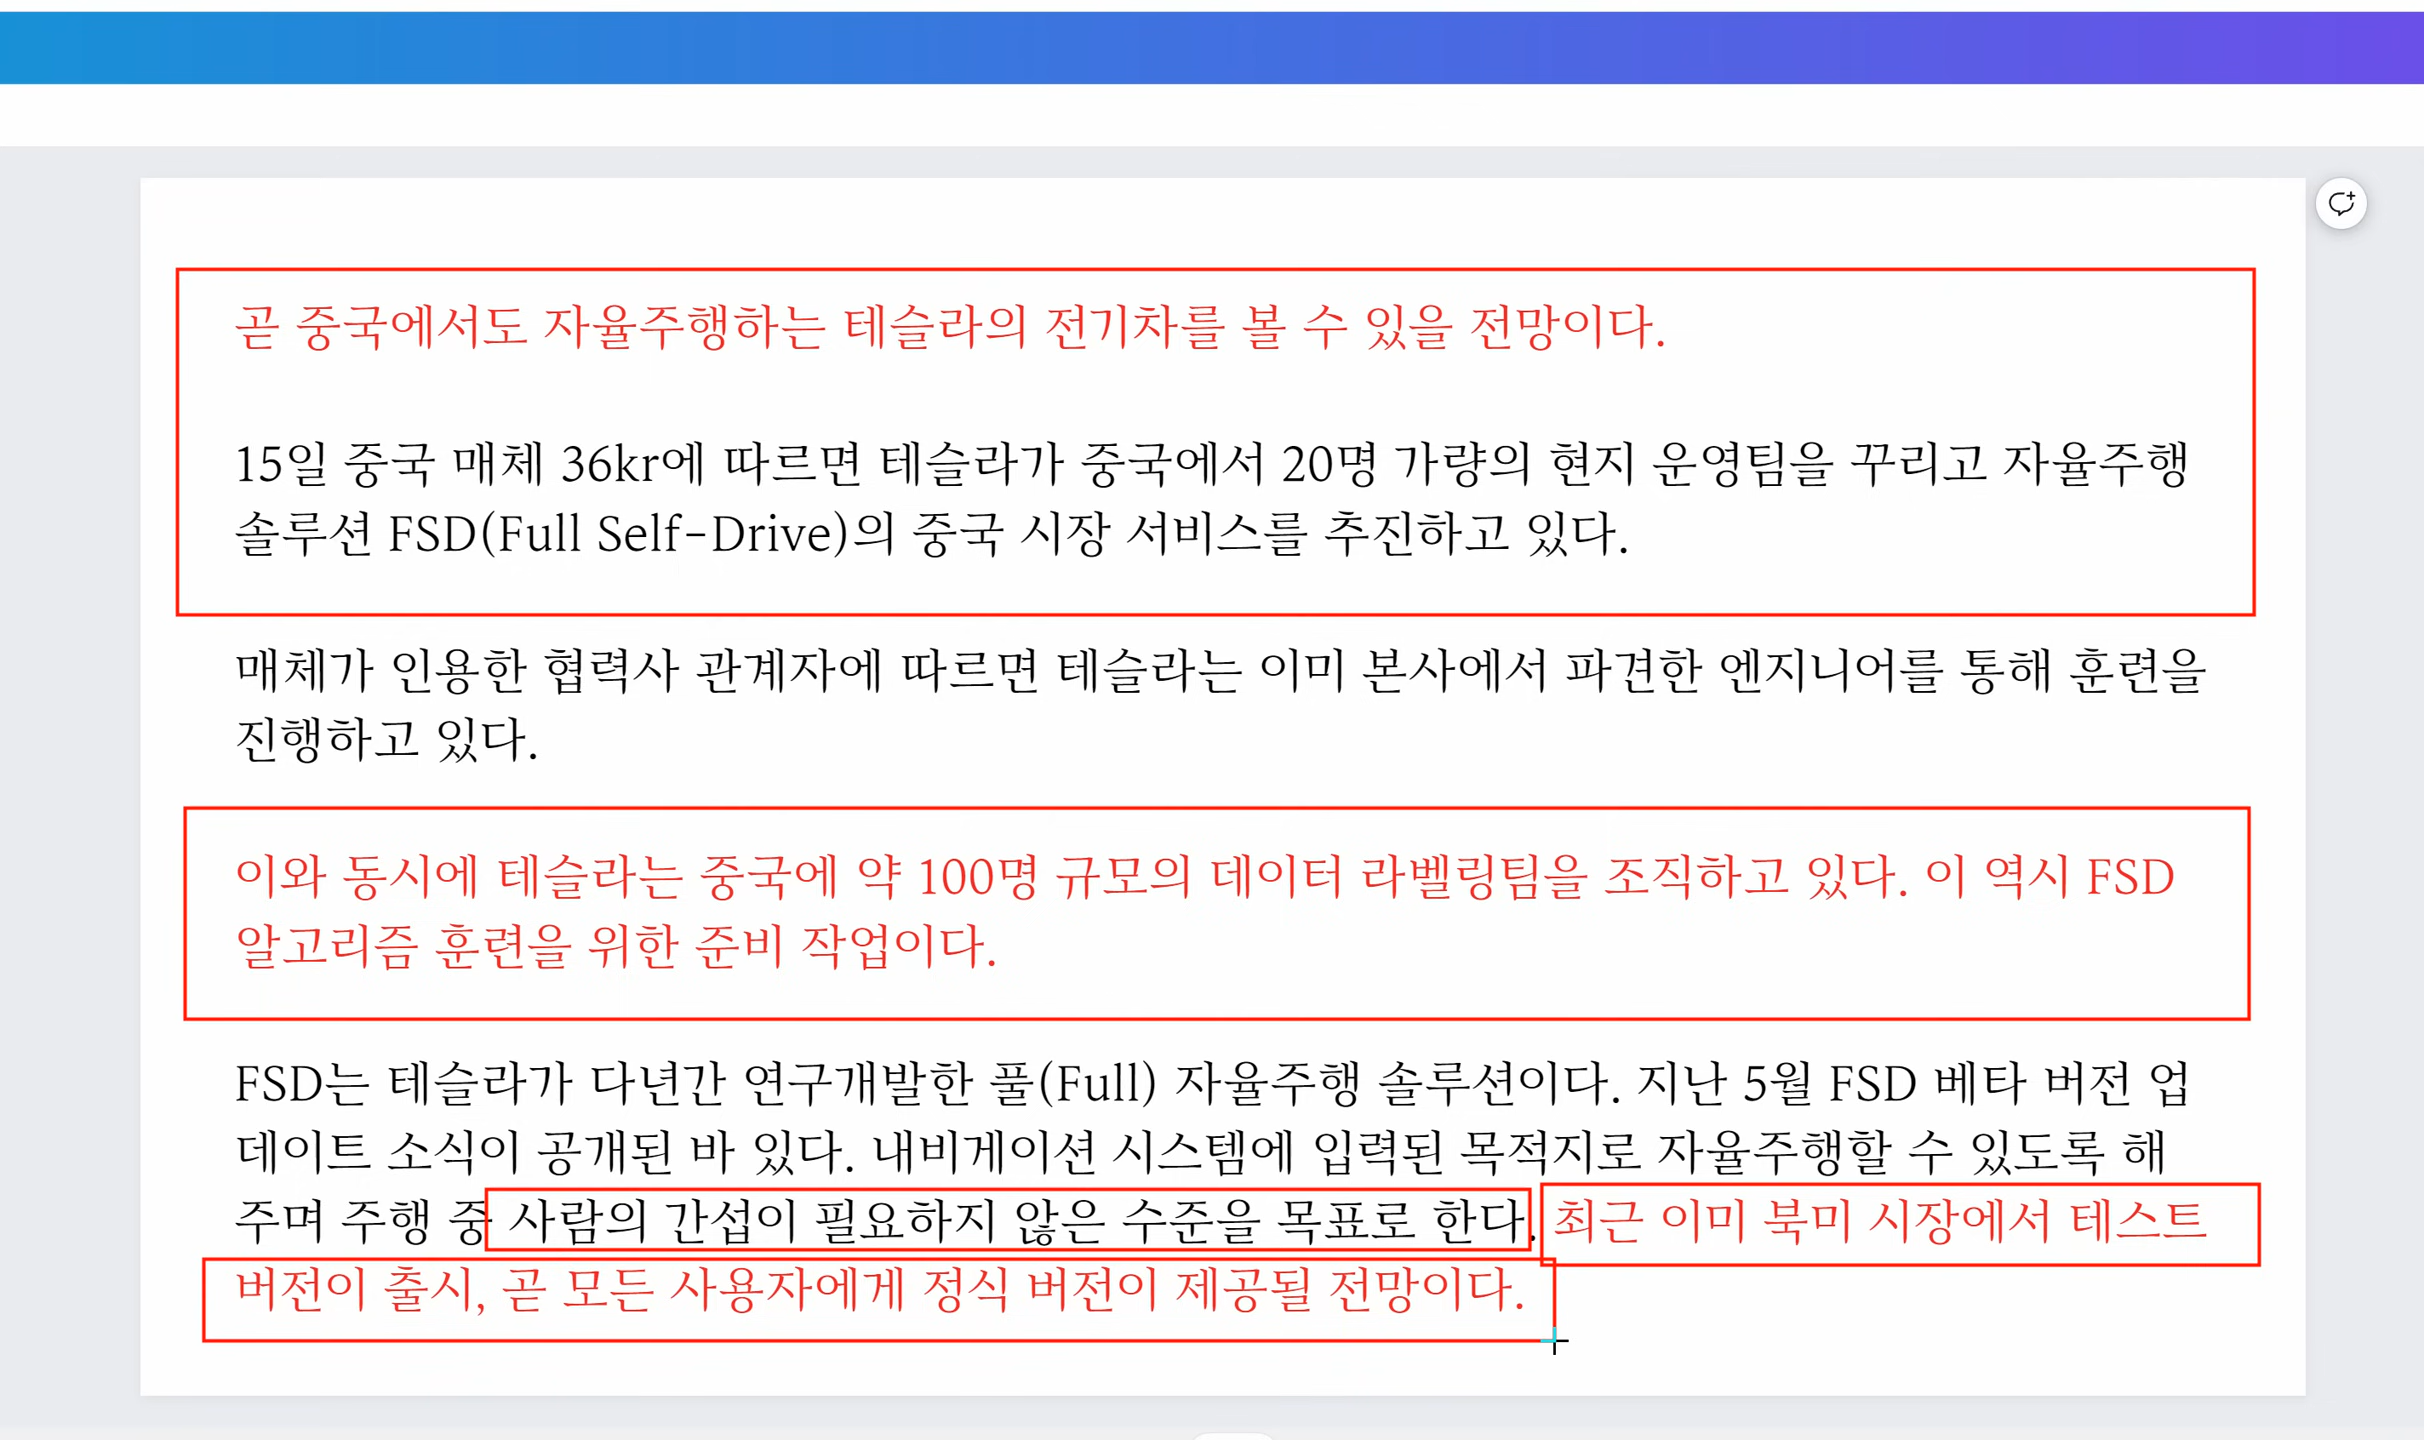 곧 중국에서도 자율주행하는 테슬라의 전기차를 볼 수 있을 전망이다.
15일 중국 매체 36kr에 따르면 테슬라가 중국에서 20명 가량의 현지 운영팀을 꾸리고 자율주행
솔루션 FSD(Full Self-Drive)의 중국 시장 서비스를 추진하고 있다.
매체가 인용한 협력사 관계자에 따르면 테슬라는 이미 본사에서 파견한 엔지니어를 통해 훈련을
진행하고 있다.
이와 동시에 테슬라는 중국에 약 100명 규모의 데이터 라벨링팀을 조직하고 있다. 이 역시 FSD
알고리즘 훈련을 위한 준비 작업이다.
FSD는 테슬라가 다년간 연구개발한 풀(Full) 자율주행 솔루션이다. 지난 5월 FSD 베타 버전 업
데이트 소식이 공개된 바 있다. 내비게이션 시스템에 입력된 목적지로 자율주행할 수 있도록 해
주며 주행 중 사람의 간섭이 필요하지 않은 수준을 목표로 한다. 최근 이미 북미 시장에서 테스트
버전이 출시, 곧 모든 사용자에게 정식 버전이 제공될 전망이다.